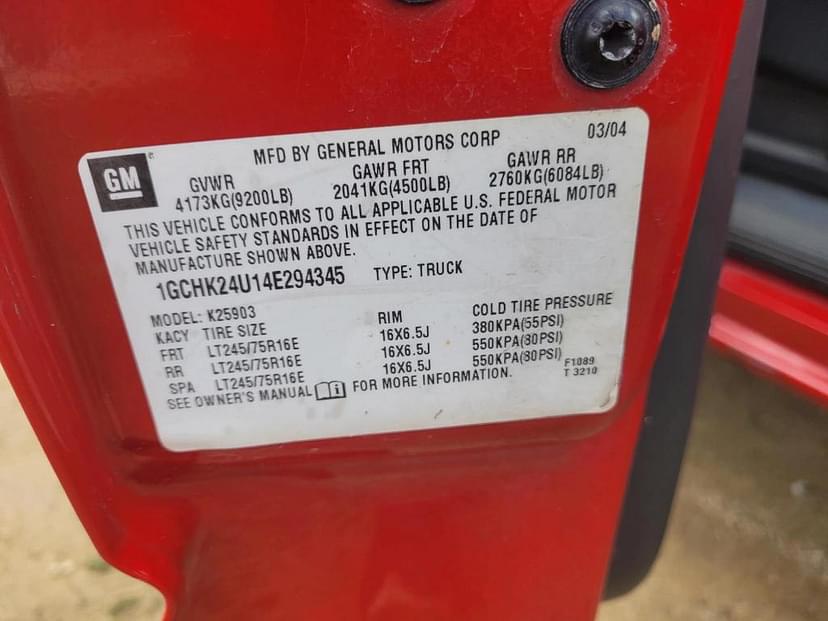 MFD BY GENERAL MOTORS CORP 03/04
GM
GVWR GAWR FRT GAWR RR
4173KG(9200LB) 2041KG(4500LB) 2760KG(6084LB)
THIS VEHICLE CONFORMS TO ALL APPLICABLE U.S. FEDERAL MOTOR
VEHICLE SAFETY STANDARDS IN EFFECT ON THE DATE OF
MANUFACTURE SHOWN ABOVE.
1GCHK24U14E294345 TYPE: TRUCK
MODEL: K25903
KACY TIRE SIZE RIM COLD TIRE PRESSURE
FRT LT245/75R16E 16X6.5J 380KPA(55PSI)
RR LT245/75R16E 16X6.5J 550KPA(80PSI)
SPA LT245/75R16E 16X6.5J 550KPA(80PSI)
SEE OWNER'S MANUAL i FOR MORE INFORMATION.
F1089
T 3210